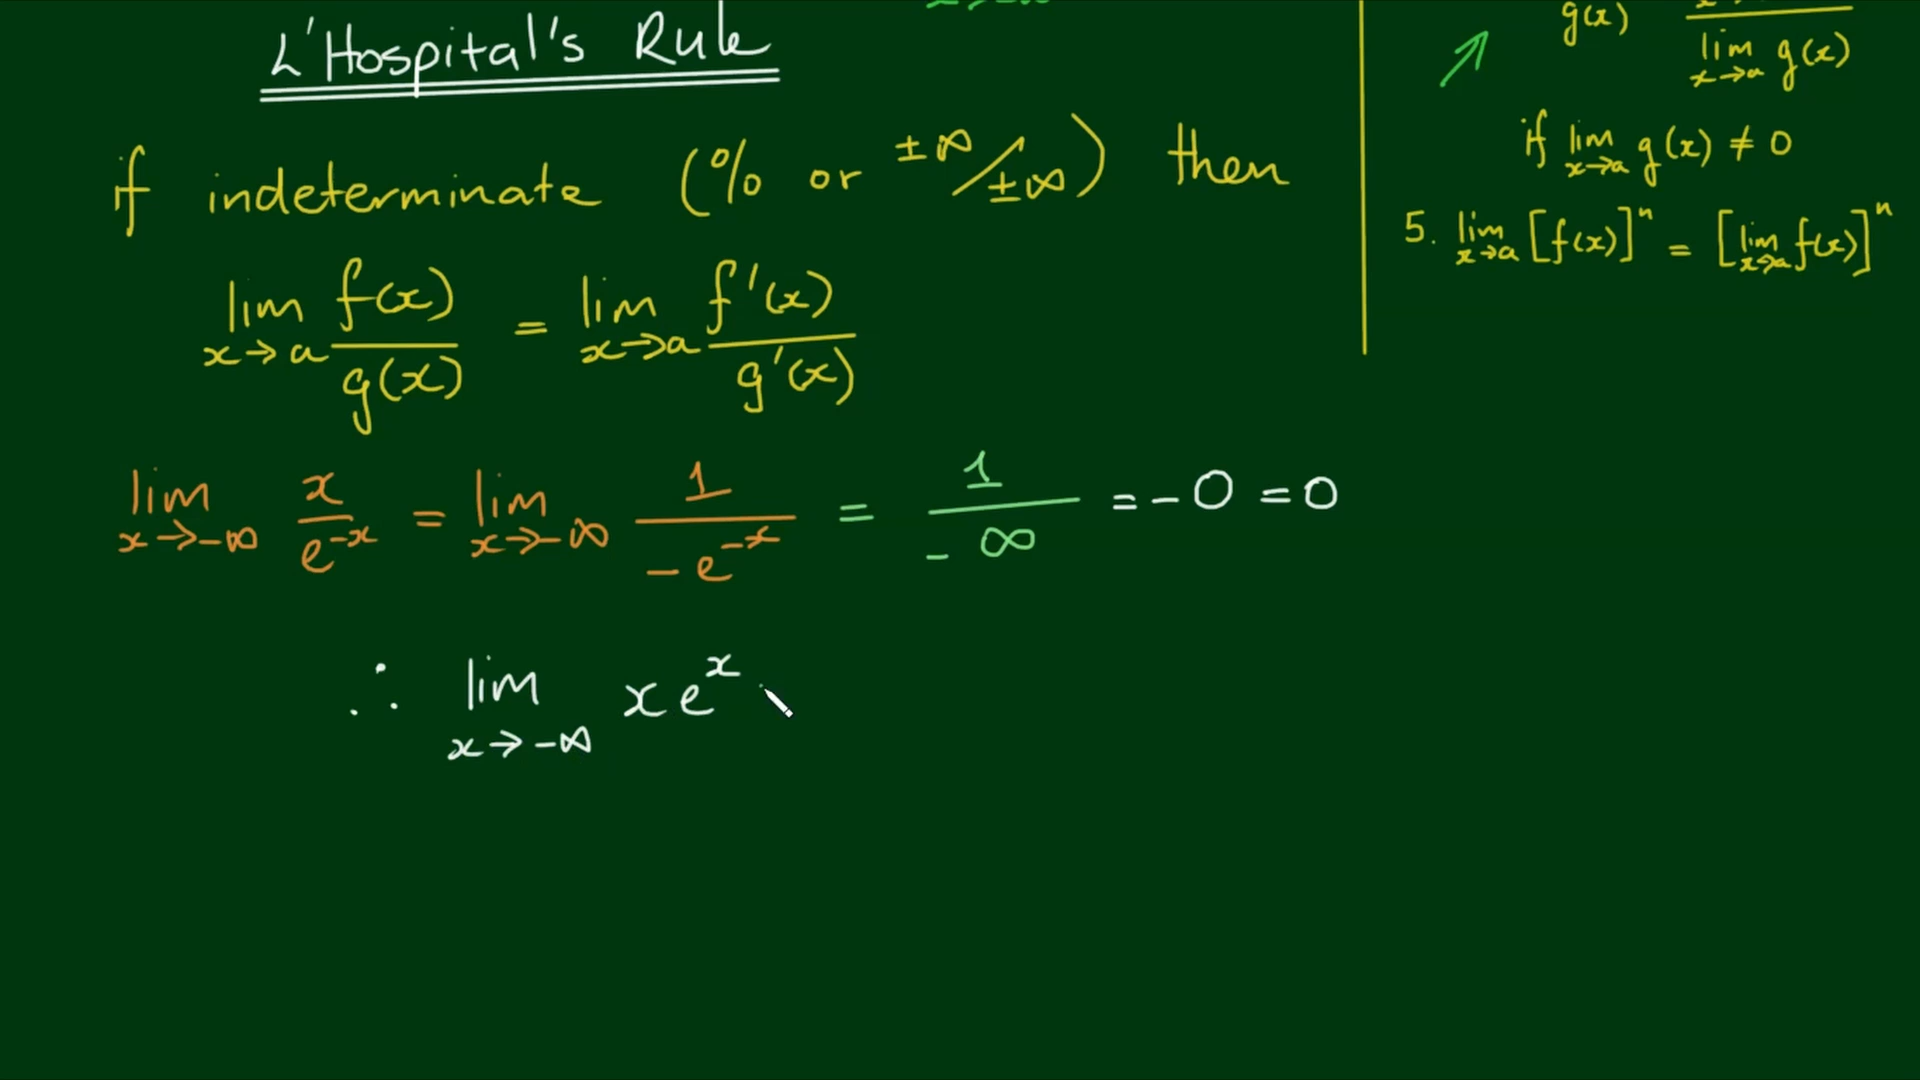 L'Hospital's Rule
if indeterminate (0/0 or ±∞/±∞) then
lim x→a f(x)/g(x) = lim x→a f'(x)/g'(x)
lim x→-∞ x/e^-x = lim x→-∞ 1/-e^-x = 1/-∞ = -0 = 0
∴ lim x→-∞ x e^x
g(x) lim x→a g(x)
if lim x→a g(x) ≠ 0
5. lim x→a [f(x)]^n = [lim x→a f(x)]^n